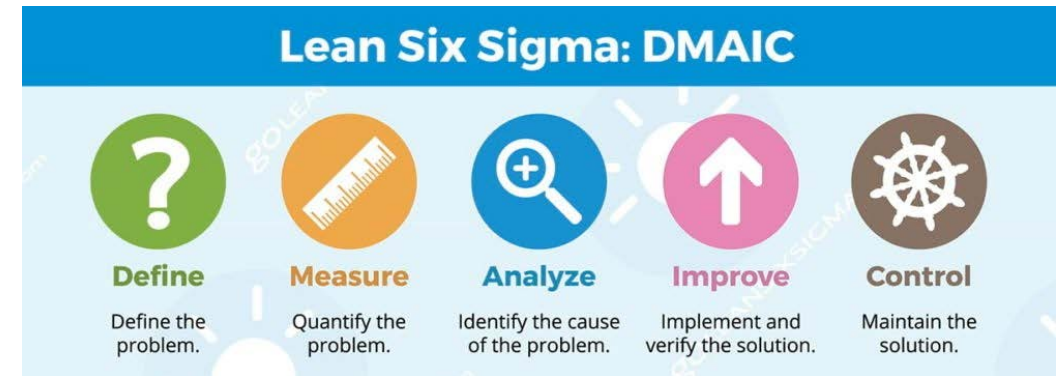 Lean Six Sigma: DMAIC
Define
Measure
Analyze
Improve
Control
Define the
problem.
Quantify the
problem.
Identify the cause
of the problem.
Implement and
verify the solution.
Maintain the
solution.